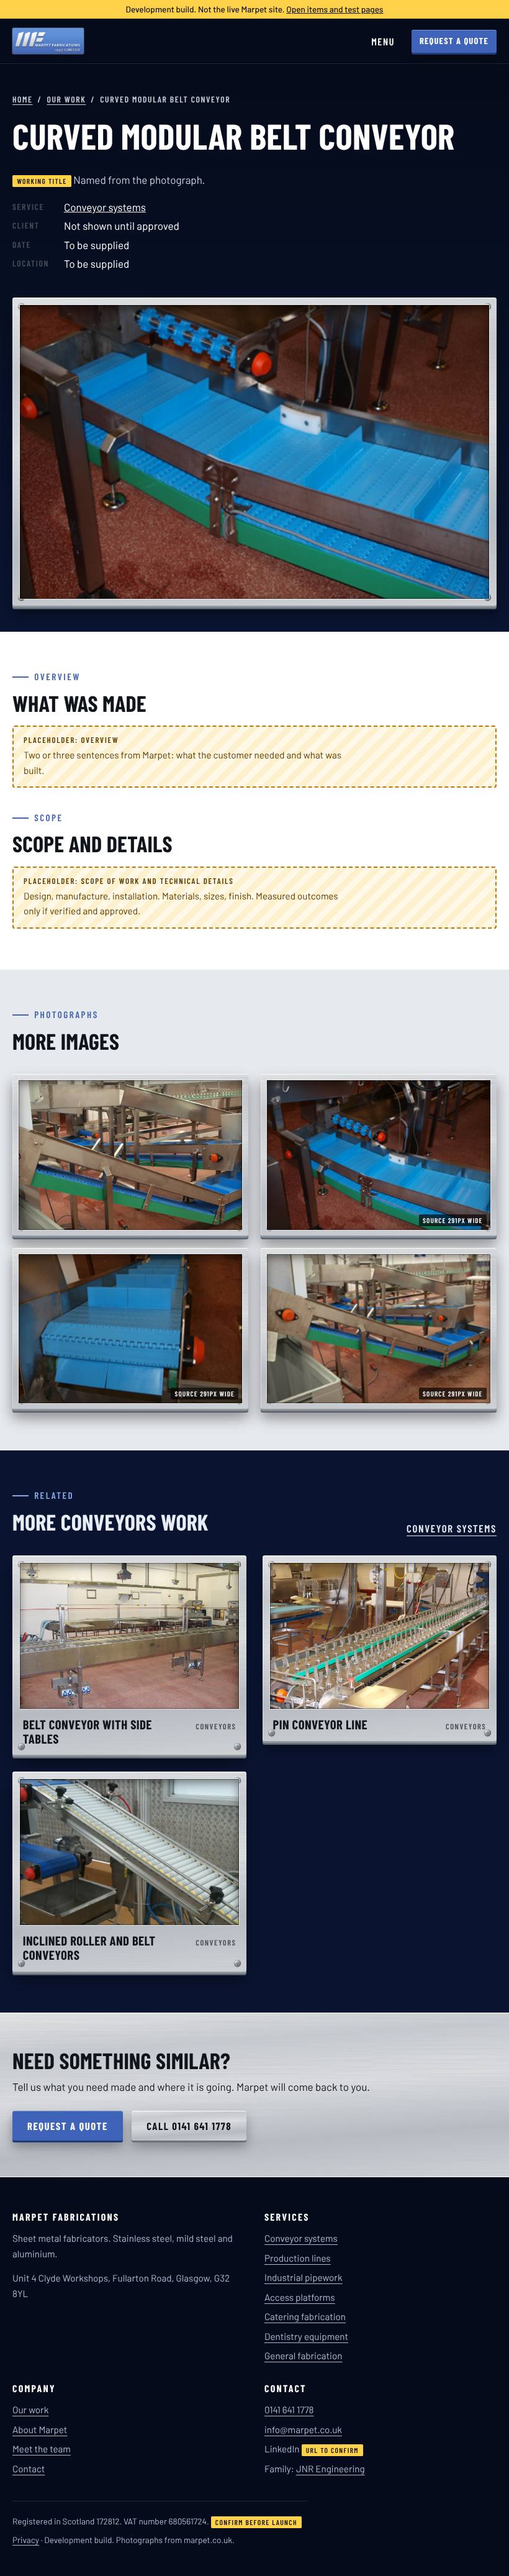 Development build. Not the live Marpet site. Open items and test pages
MF
MARPET FABRICATIONS
MENU
REQUEST A QUOTE
HOME / OUR WORK / CURVED MODULAR BELT CONVEYOR
CURVED MODULAR BELT CONVEYOR
WORKING TITLE Named from the photograph.
SERVICE Conveyor systems
CLIENT Not shown until approved
DATE To be supplied
LOCATION To be supplied
OVERVIEW
WHAT WAS MADE
PLACEHOLDER: OVERVIEW
Two or three sentences from Marpet: what the customer needed and what was
built.
SCOPE
SCOPE AND DETAILS
PLACEHOLDER: SCOPE OF WORK AND TECHNICAL DETAILS
Design, manufacture, installation. Materials, sizes, finish. Measured outcomes
only if verified and approved.
PHOTOGRAPHS
MORE IMAGES
SOURCE 291PX WIDE
SOURCE 291PX WIDE
SOURCE 291PX WIDE
RELATED
MORE CONVEYORS WORK
CONVEYOR SYSTEMS
BELT CONVEYOR WITH SIDE
TABLES
CONVEYORS
PIN CONVEYOR LINE
CONVEYORS
INCLINED ROLLER AND BELT
CONVEYORS
CONVEYORS
NEED SOMETHING SIMILAR?
Tell us what you need made and where it is going. Marpet will come back to you.
REQUEST A QUOTE
CALL 0141 641 1778
MARPET FABRICATIONS
Sheet metal fabricators. Stainless steel, mild steel and
aluminium.
Unit 4 Clyde Workshops, Fullarton Road, Glasgow, G32
8YL
SERVICES
Conveyor systems
Production lines
Industrial pipework
Access platforms
Catering fabrication
Dentistry equipment
General fabrication
COMPANY
Our work
About Marpet
Meet the team
Contact
CONTACT
0141 641 1778
info@marpet.co.uk
LinkedIn URL TO CONFIRM
Family: JNR Engineering
Registered in Scotland 172812. VAT number 680561724. CONFIRM BEFORE LAUNCH
Privacy · Development build. Photographs from marpet.co.uk.